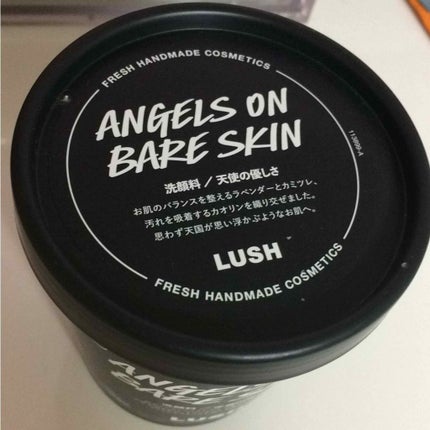 FRESH HANDMADE COSMETICS
ANGELS ON
BARE SKIN
洗顔料 / 天使の優しさ
お肌のバランスを整えるラベンダーとカミツレ、
汚れを吸着するカオリンを織り交ぜました。
思わず天国が思い浮かぶようなお肌へ。
LUSH
FRESH HANDMADE COSMETICS
113899-A
ANGELS
BARE
LUSH